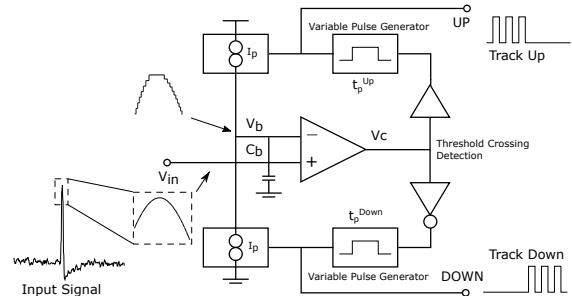 Variable Pulse Generator
UP
I_p
t_p^Up
Track Up
V_b
C_b
Vc
V_in
−
+
Threshold Crossing
Detection
t_p^Down
I_p
Variable Pulse Generator
DOWN
Track Down
Input Signal